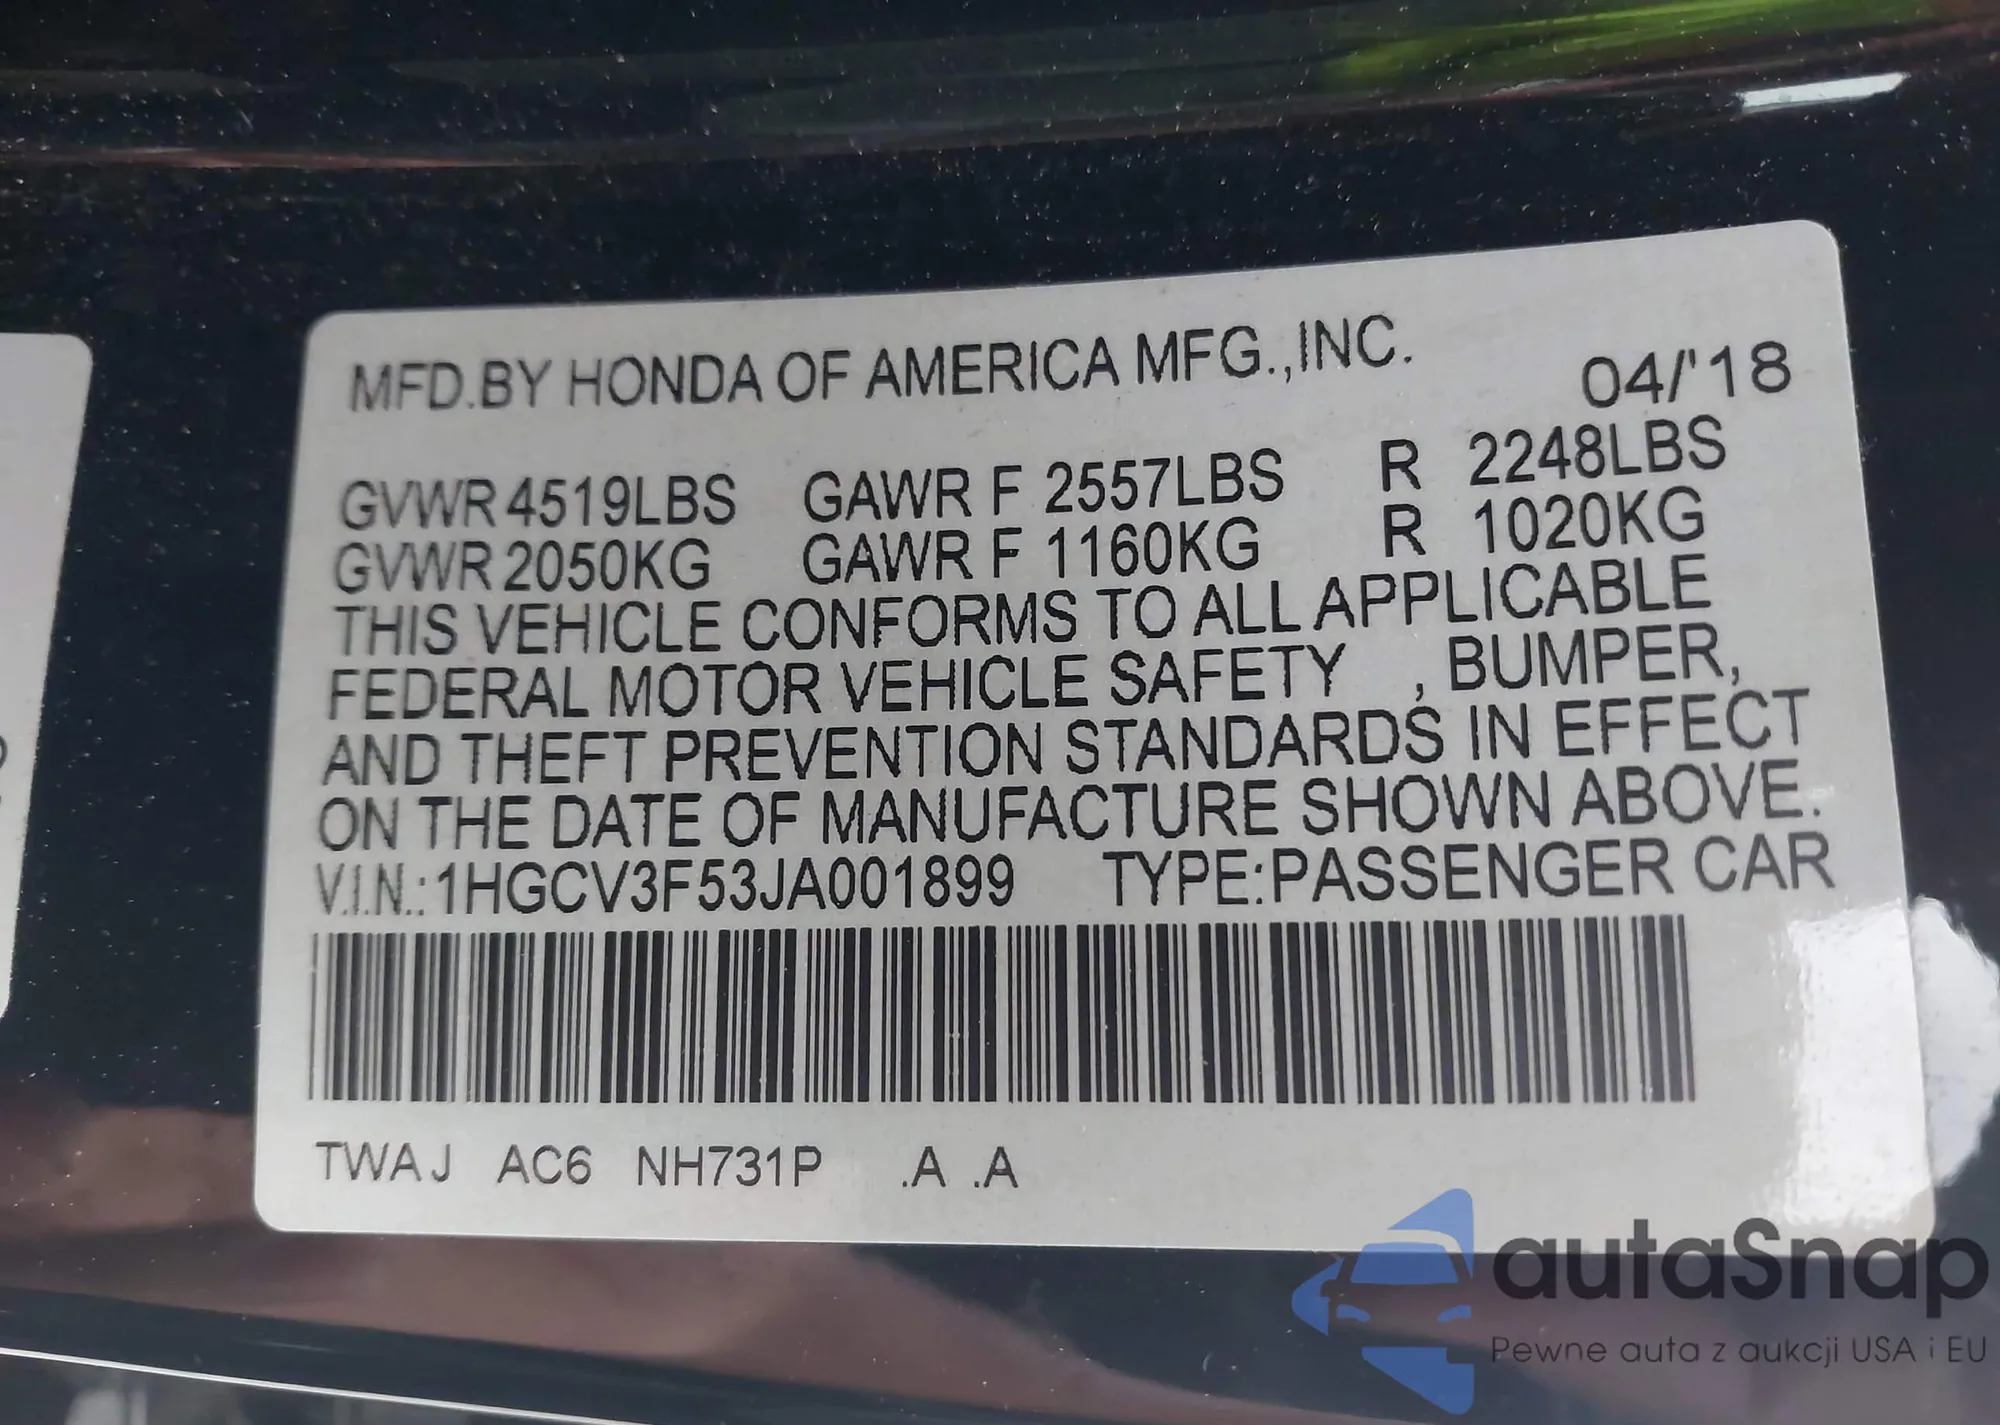 MFD.BY HONDA OF AMERICA MFG.,INC.
04/'18
GVWR 4519LBS GAWR F 2557LBS R 2248LBS
GVWR 2050KG GAWR F 1160KG R 1020KG
THIS VEHICLE CONFORMS TO ALL APPLICABLE
FEDERAL MOTOR VEHICLE SAFETY , BUMPER,
AND THEFT PREVENTION STANDARDS IN EFFECT
ON THE DATE OF MANUFACTURE SHOWN ABOVE.
V.I.N.:1HGCV3F53JA001899 TYPE:PASSENGER CAR
TWAJ AC6 NH731P .A .A
autaSnap
Pewne auta z aukcji USA i EU